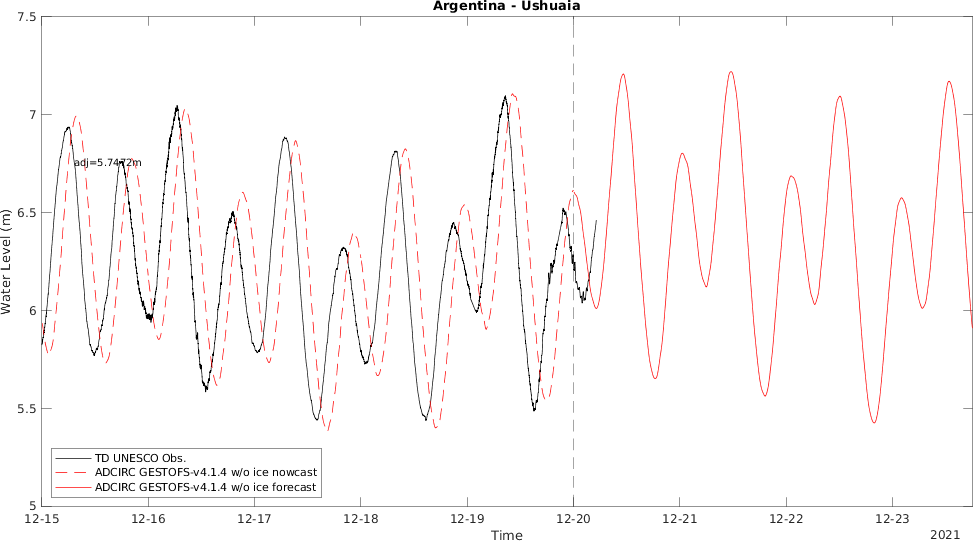 Argentina - Ushuaia
7.5
7
6.5
6
5.5
5
Water Level (m)
adj=5.7472m
TD UNESCO Obs.
ADCIRC GESTOFS-v4.1.4 w/o ice nowcast
ADCIRC GESTOFS-v4.1.4 w/o ice forecast
12-15 12-16 12-17 12-18 12-19 12-20 12-21 12-22 12-23
Time
2021